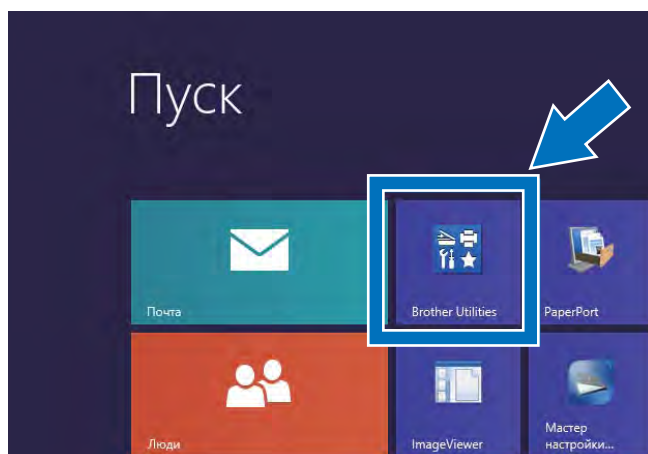 Пуск
Почта
Brother Utilities
PaperPort
Люди
ImageViewer
Мастер
настройки...